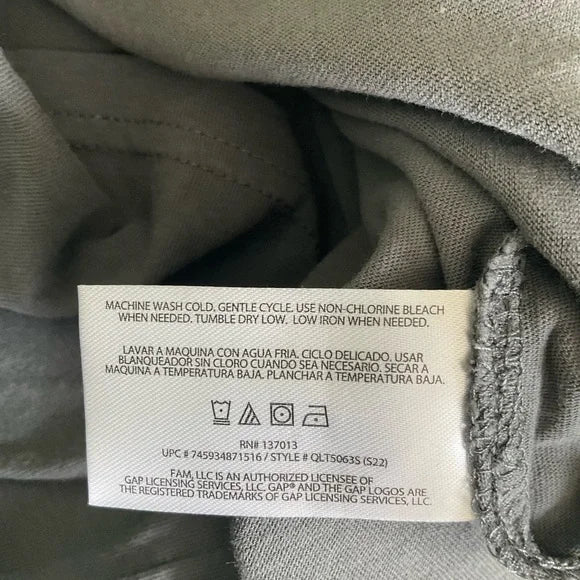 MACHINE WASH COLD. GENTLE CYCLE. USE NON-CHLORINE BLEACH
WHEN NEEDED. TUMBLE DRY LOW. LOW IRON WHEN NEEDED.
LAVAR A MAQUINA CON AGUA FRIA. CICLO DELICADO. USAR
BLANQUEADOR SIN CLORO CUANDO SEA NECESARIO. SECAR A
MAQUINA A TEMPERATURA BAJA. PLANCHAR A TEMPERATURA BAJA.
RN# 137013
UPC # 745934871516 / STYLE # QLT5063S (S22)
FAM, LLC IS AN AUTHORIZED LICENSEE OF
GAP LICENSING SERVICES, LLC. GAP® AND THE GAP LOGOS ARE
THE REGISTERED TRADEMARKS OF GAP LICENSING SERVICES, LLC.